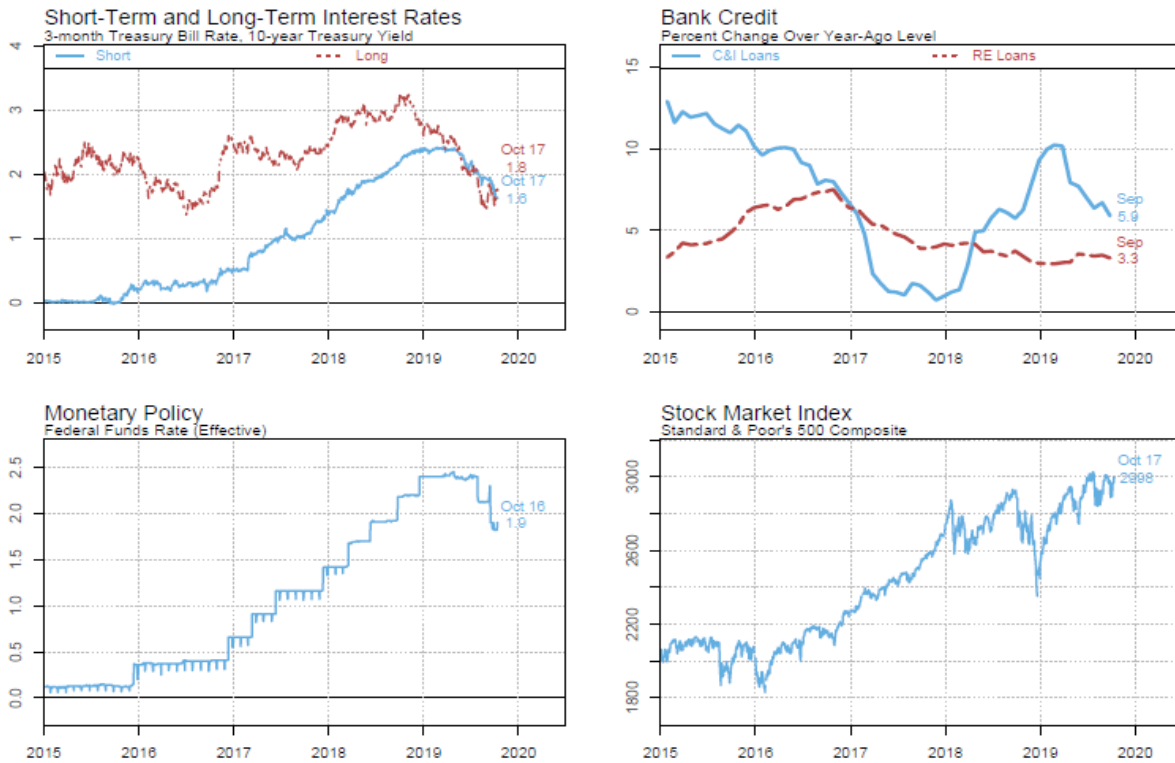 Short-Term and Long-Term Interest Rates
3-month Treasury Bill Rate, 10-year Treasury Yield
Short Long
4
3
2
1
0
Oct 17
1.8
Oct 17
1.6
2015 2016 2017 2018 2019 2020
Bank Credit
Percent Change Over Year-Ago Level
C&I Loans RE Loans
15
10
5
0
Sep
5.9
Sep
3.3
2015 2016 2017 2018 2019 2020
Monetary Policy
Federal Funds Rate (Effective)
2.5
2.0
1.5
1.0
0.5
0.0
Oct 16
1.9
2015 2016 2017 2018 2019 2020
Stock Market Index
Standard & Poor's 500 Composite
3000
2600
2200
1800
Oct 17
2998
2015 2016 2017 2018 2019 2020